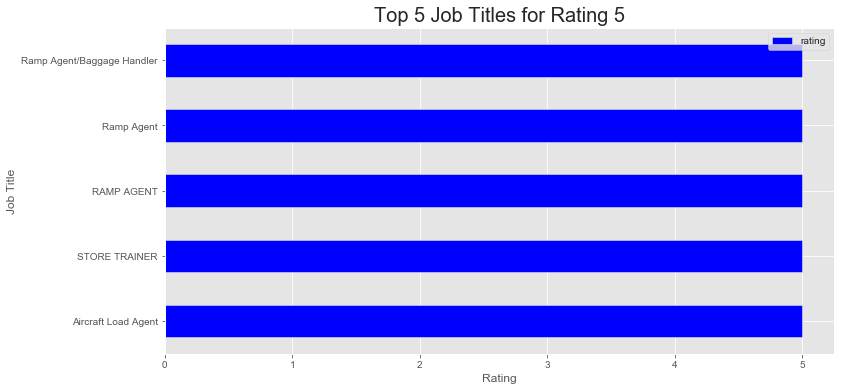 Top 5 Job Titles for Rating 5
rating
Ramp Agent/Baggage Handler
Ramp Agent
RAMP AGENT
STORE TRAINER
Aircraft Load Agent
Job Title
0 1 2 3 4 5
Rating